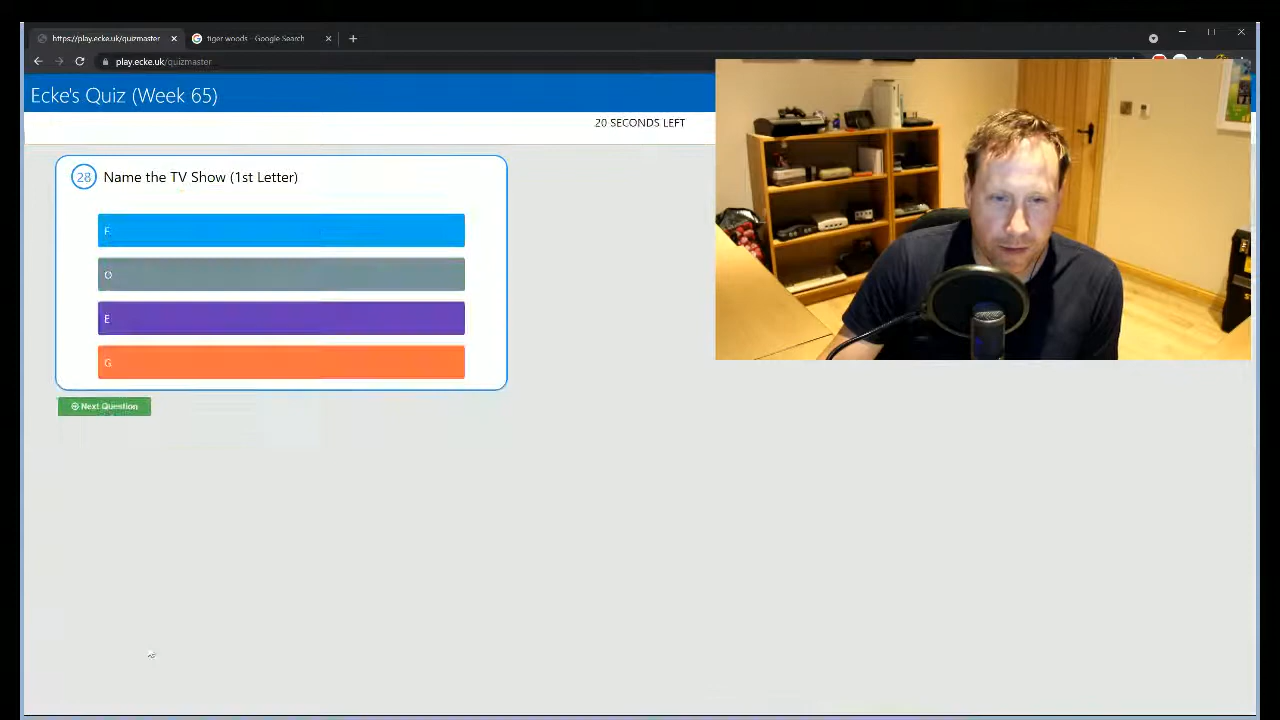 https://play.ecke.uk/quizmaster
tiger woods - Google Search
play.ecke.uk/quizmaster
Ecke's Quiz (Week 65)
20 SECONDS LEFT
28 Name the TV Show (1st Letter)
F
O
E
G
Next Question